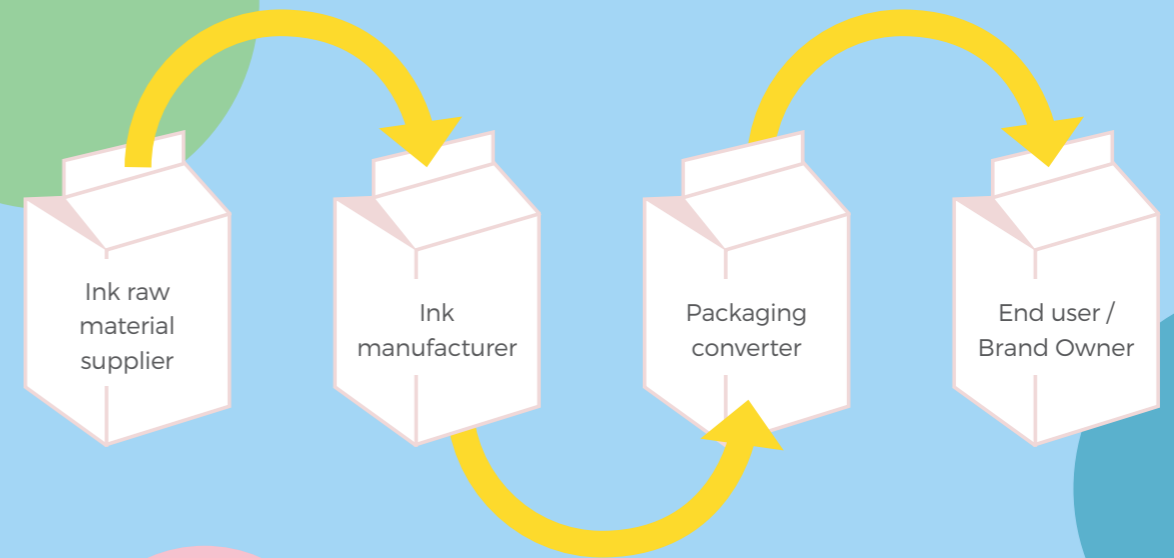 Ink raw
material
supplier
Ink
manufacturer
Packaging
converter
End user /
Brand Owner